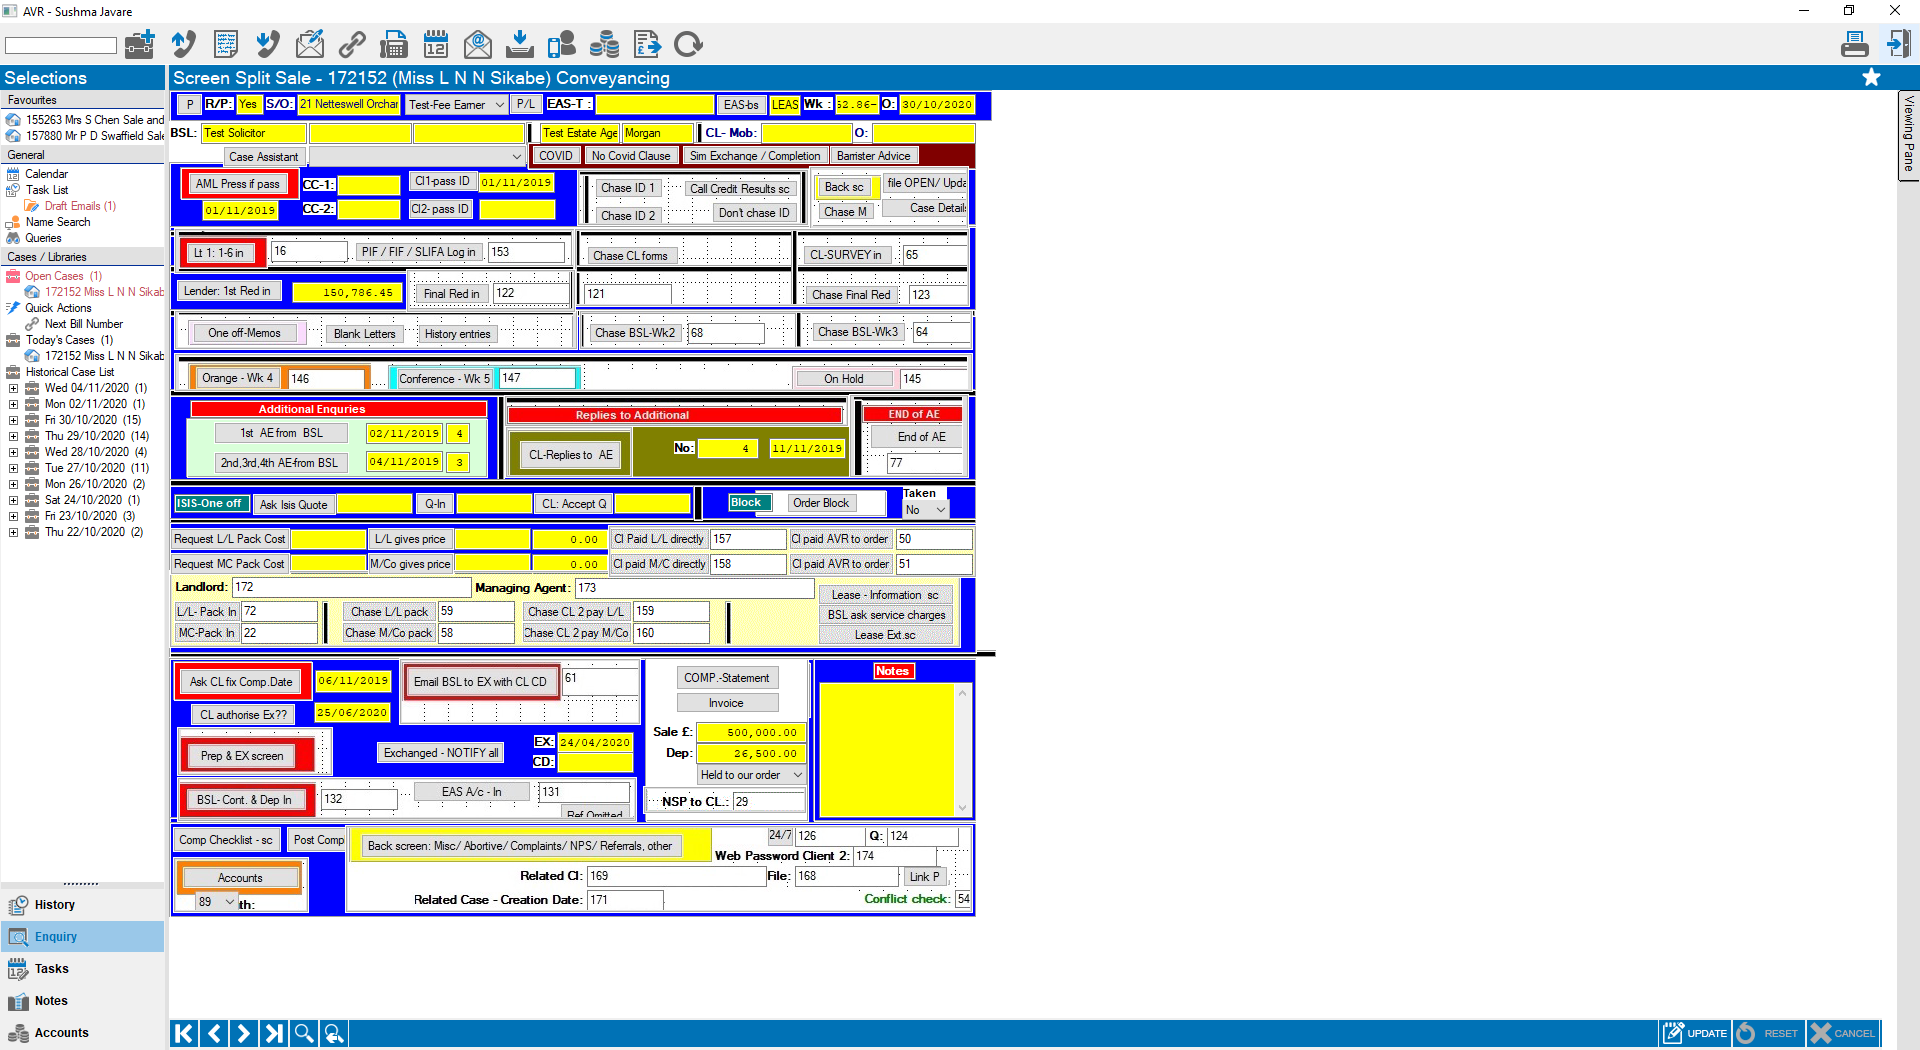 AVR - Sushma Javare
Selections
Screen Split Sale - 172152 (Miss L N N Sikabe) Conveyancing
Favourites
155263 Mrs S Chen Sale and
157880 Mr P D Swaffield Sale
General
Calendar
Task List
Draft Emails (1)
Name Search
Queries
Cases / Libraries
Open Cases (1)
172152 Miss L N N Sikab
Quick Actions
Next Bill Number
Today's Cases (1)
172152 Miss L N N Sikab
Historical Case List
Wed 04/11/2020 (1)
Mon 02/11/2020 (1)
Fri 30/10/2020 (15)
Thu 29/10/2020 (14)
Wed 28/10/2020 (4)
Tue 27/10/2020 (11)
Mon 26/10/2020 (2)
Sat 24/10/2020 (1)
Fri 23/10/2020 (3)
Thu 22/10/2020 (2)
History
Enquiry
Tasks
Notes
Accounts
P R/P: Yes S/O: 21 Netteswell Orchar Test-Fee Earner P/L EAS-T : EAS-bs LEAS Wk : 52.86- O: 30/10/2020
BSL: Test Solicitor Test Estate Age Morgan CL- Mob: O:
Case Assistant COVID No Covid Clause Sim Exchange / Completion Barrister Advice
AML Press if pass CC-1: Cl1-pass ID 01/11/2019 Chase ID 1 Call Credit Results sc Back sc file OPEN/ Upda
01/11/2019 CC-2: Cl2- pass ID Chase ID 2 Don't chase ID Chase M Case Details
Lt 1: 1-6 in 16 PIF / FIF / SLIFA Log in 153 Chase CL forms CL-SURVEY in 65
Lender: 1st Red in 150,786.45 Final Red in 122 121 Chase Final Red 123
One off-Memos Blank Letters History entries Chase BSL-Wk2 68 Chase BSL-Wk3 64
Orange - Wk 4 146 Conference - Wk 5 147 On Hold 145
Additional Enquries Replies to Additional END of AE
1st AE from BSL 02/11/2019 4 CL-Replies to AE No: 4 11/11/2019 End of AE
2nd,3rd,4th AE-from BSL 04/11/2019 3 77
ISIS-One off Ask Isis Quote Q-In CL: Accept Q Block Order Block Taken
No
Request L/L Pack Cost L/L gives price 0.00 Cl Paid L/L directly 157 Cl paid AVR to order 50
Request MC Pack Cost M/Co gives price 0.00 Cl paid M/C directly 158 Cl paid AVR to order 51
Landlord: 172 Managing Agent: 173 Lease - Information sc
L/L- Pack In 72 Chase L/L pack 59 Chase CL 2 pay L/L 159 BSL ask service charges
MC-Pack In 22 Chase M/Co pack 58 Chase CL 2 pay M/Co 160 Lease Ext.sc
Ask CL fix Comp.Date 06/11/2019 Email BSL to EX with CL CD 61 COMP.-Statement Notes
CL authorise Ex?? 25/06/2020 Invoice
Sale £: 500,000.00
Prep & EX screen Exchanged - NOTIFY all EX: 24/04/2020 Dep: 26,500.00
CD: Held to our order
BSL- Cont. & Dep In 132 EAS A/c - In 131 NSP to CL.: 29
Ref Omitted
Comp Checklist - sc Post Comp Back screen: Misc/ Abortive/ Complaints/ NPS/ Referrals, other 24/7 126 Q: 124
Web Password Client 2: 174
Accounts Related Cl: 169 File: 168 Link P
89 th: Related Case - Creation Date: 171 Conflict check: 54
Viewing Pane
UPDATE RESET CANCEL